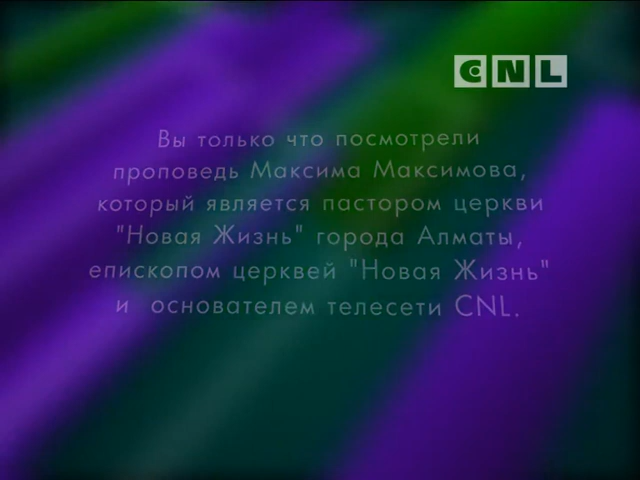 CNL
Вы только что посмотрели
проповедь Максима Максимова,
который является пастором церкви
"Новая Жизнь" города Алматы,
епископом церквей "Новая Жизнь"
и основателем телесети CNL.